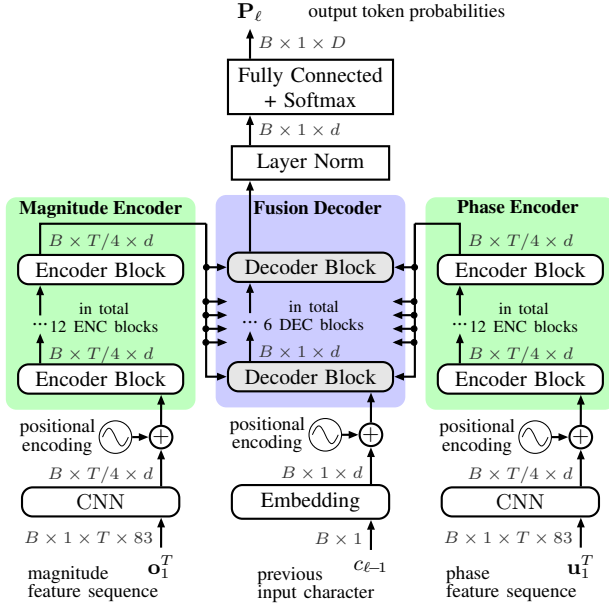 P_ℓ output token probabilities
B × 1 × D
Fully Connected
+ Softmax
B × 1 × d
Layer Norm
Magnitude Encoder
B × T/4 × d
Encoder Block
in total
... 12 ENC blocks
B × T/4 × d
Encoder Block
positional
encoding
+
B × T/4 × d
CNN
B × 1 × T × 83
magnitude
feature sequence
o_1^T
Fusion Decoder
Decoder Block
in total
... 6 DEC blocks
B × 1 × d
Decoder Block
positional
encoding
+
B × 1 × d
Embedding
B × 1
previous
input character
c_{ℓ-1}
Phase Encoder
B × T/4 × d
Encoder Block
in total
... 12 ENC blocks
B × T/4 × d
Encoder Block
positional
encoding
+
B × T/4 × d
CNN
B × 1 × T × 83
phase
feature sequence
u_1^T